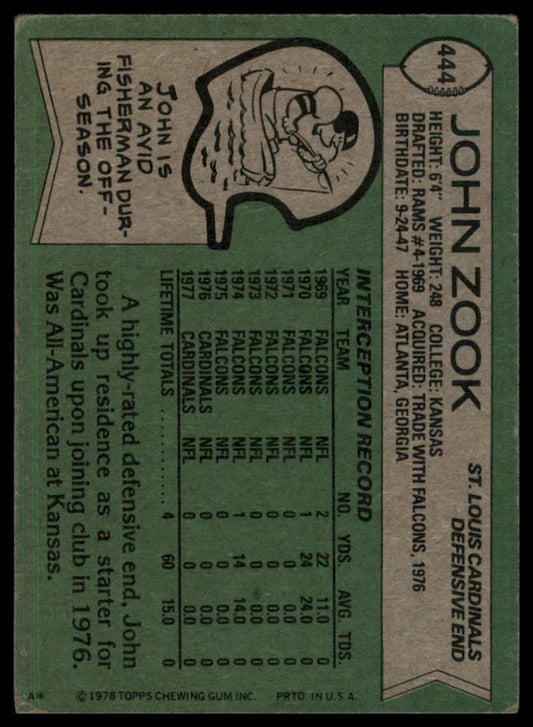 444
JOHN ZOOK
ST. LOUIS CARDINALS
DEFENSIVE END
HEIGHT: 6'4" WEIGHT: 248 COLLEGE: KANSAS
DRAFTED: RAMS #4-1969 ACQUIRED: TRADE WITH FALCONS, 1976
BIRTHDATE: 9-24-47 HOME: ATLANTA, GEORGIA
JOHN IS
AN AVID
FISHERMAN DUR-
ING THE OFF-
SEASON.
INTERCEPTION RECORD
YEAR TEAM NO. YDS. AVG. TDS.
1969 FALCONS NFL 2 22 11.0 0
1970 FALCONS NFL 1 24 24.0 0
1971 FALCONS NFL 0 0 0 0
1972 FALCONS NFL 0 0 0 0
1973 FALCONS NFL 0 0 0 0
1974 FALCONS NFL 1 14 14.0 0
1975 FALCONS NFL 0 0 0 0
1976 CARDINALS NFL 0 0 0 0
1977 CARDINALS NFL 0 0 0 0
LIFETIME TOTALS . . . . . . . . . . . . . . 4 60 15.0 0
A highly-rated defensive end, John
took up residence as a starter for
Cardinals upon joining club in 1976.
Was All-American at Kansas.
A* © 1978 TOPPS CHEWING GUM INC. PRTD. IN U.S.A.